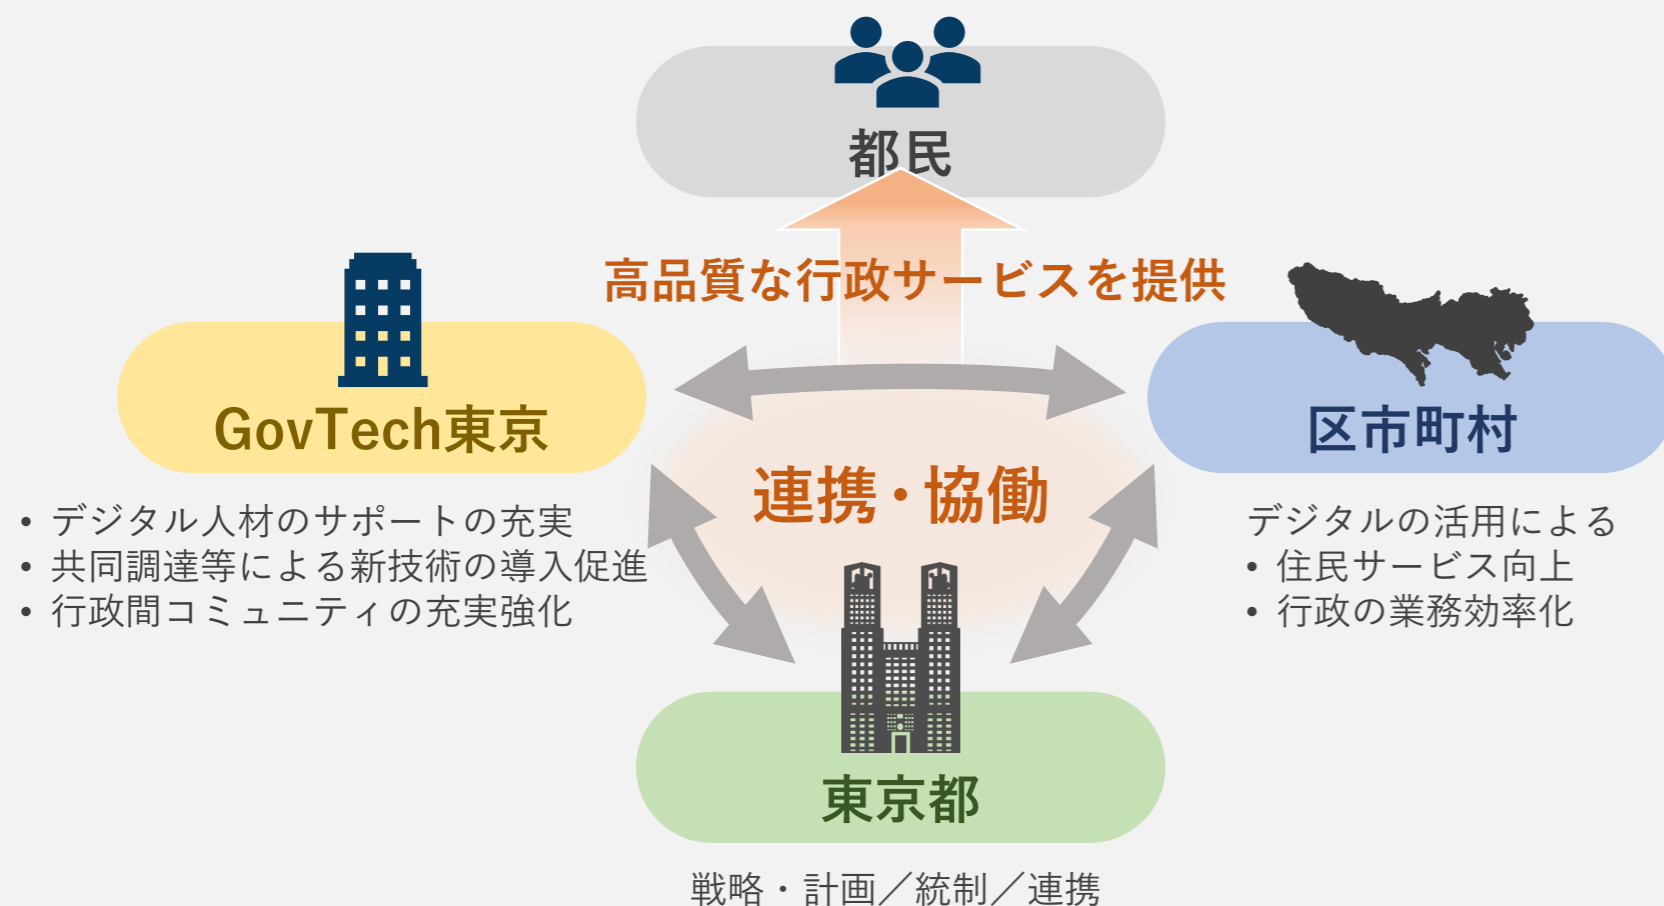 都民
高品質な行政サービスを提供
GovTech東京
区市町村
連携・協働
• デジタル人材のサポートの充実
• 共同調達等による新技術の導入促進
• 行政間コミュニティの充実強化
デジタルの活用による
• 住民サービス向上
• 行政の業務効率化
東京都
戦略・計画／統制／連携